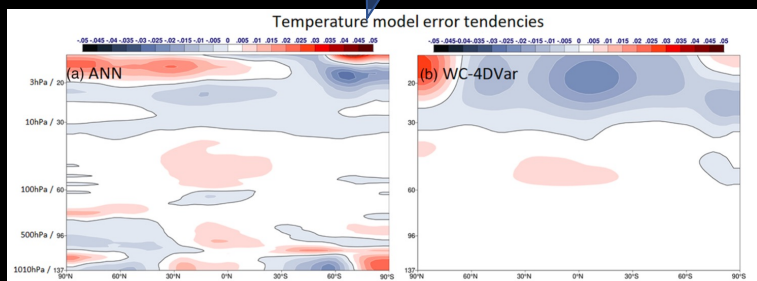 Temperature model error tendencies
-.05 -.045-0.04-.035 -.03 -.025 -.02 -.015 -.01 -.005 0 .005 .01 .015 .02 .025 .03 .035 .04 .045 .05
-.05-.045-0.04-.035 -.03 -.025 -.02 -.015 -.01 -.005 0 .005 .01 .015 .02 .025 .03 .035 .04 .045 .05
(a) ANN
(b) WC-4DVar
3hPa / 20
10hPa / 30
100hPa / 60
500hPa / 96
1010hPa / 137
90°N 60°N 30°N 0°N 30°S 60°S 90°S
20
30
60
96
137
90°N 60°N 30°N 0°N 30°S 60°S 90°S